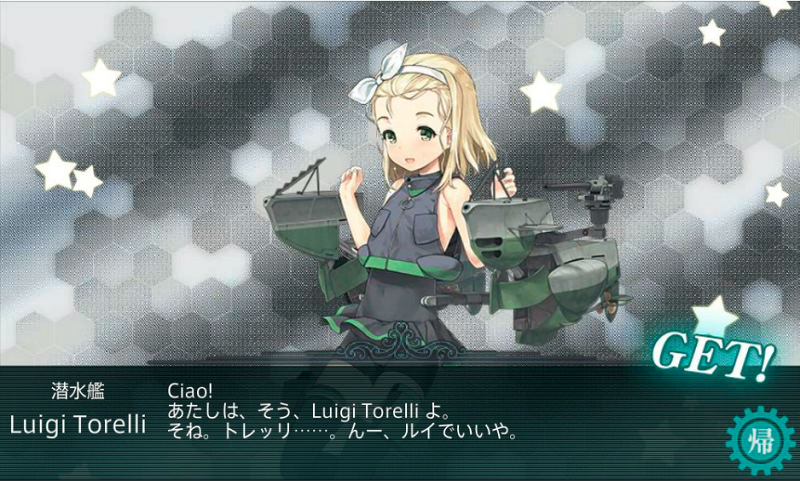 GET!
潜水艦
Luigi Torelli
Ciao!
あたしは、そう、Luigi Torelli よ。
そね。トレッリ……。んー、ルイでいいや。
帰